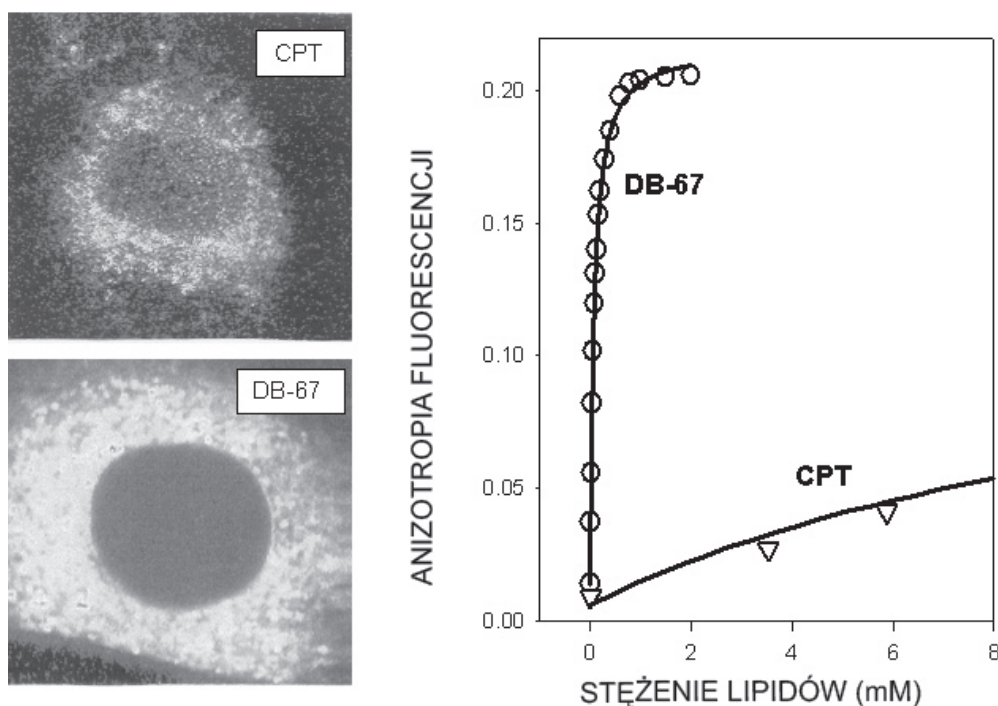 CPT
DB-67
ANIZOTROPIA FLUORESCENCJI
0.20
0.15
0.10
0.05
0.00
DB-67
CPT
0 2 4 6 8
STĘŻENIE LIPIDÓW (mM)